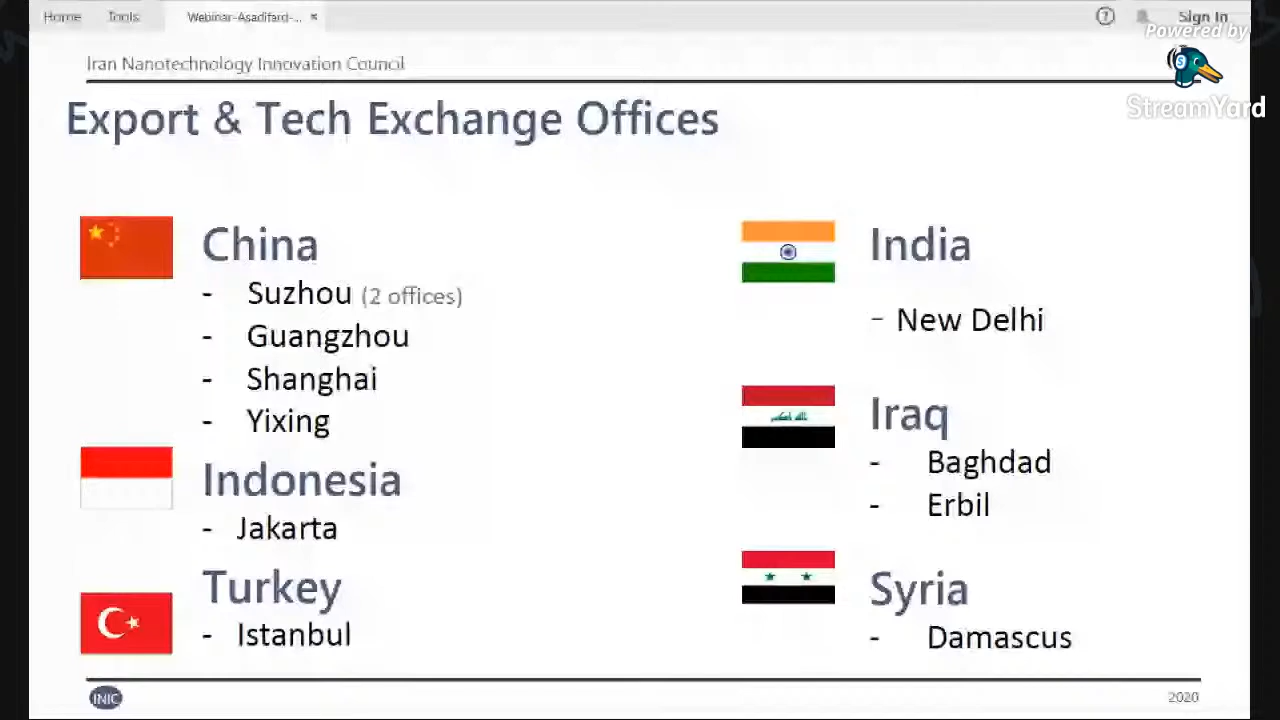 Home Tools Webinar-Asadifard-... × Sign In
Powered by
StreamYard
Iran Nanotechnology Innovation Council
Export & Tech Exchange Offices
China
- Suzhou (2 offices)
- Guangzhou
- Shanghai
- Yixing
Indonesia
- Jakarta
Turkey
- Istanbul
India
- New Delhi
Iraq
- Baghdad
- Erbil
Syria
- Damascus
INIC
2020